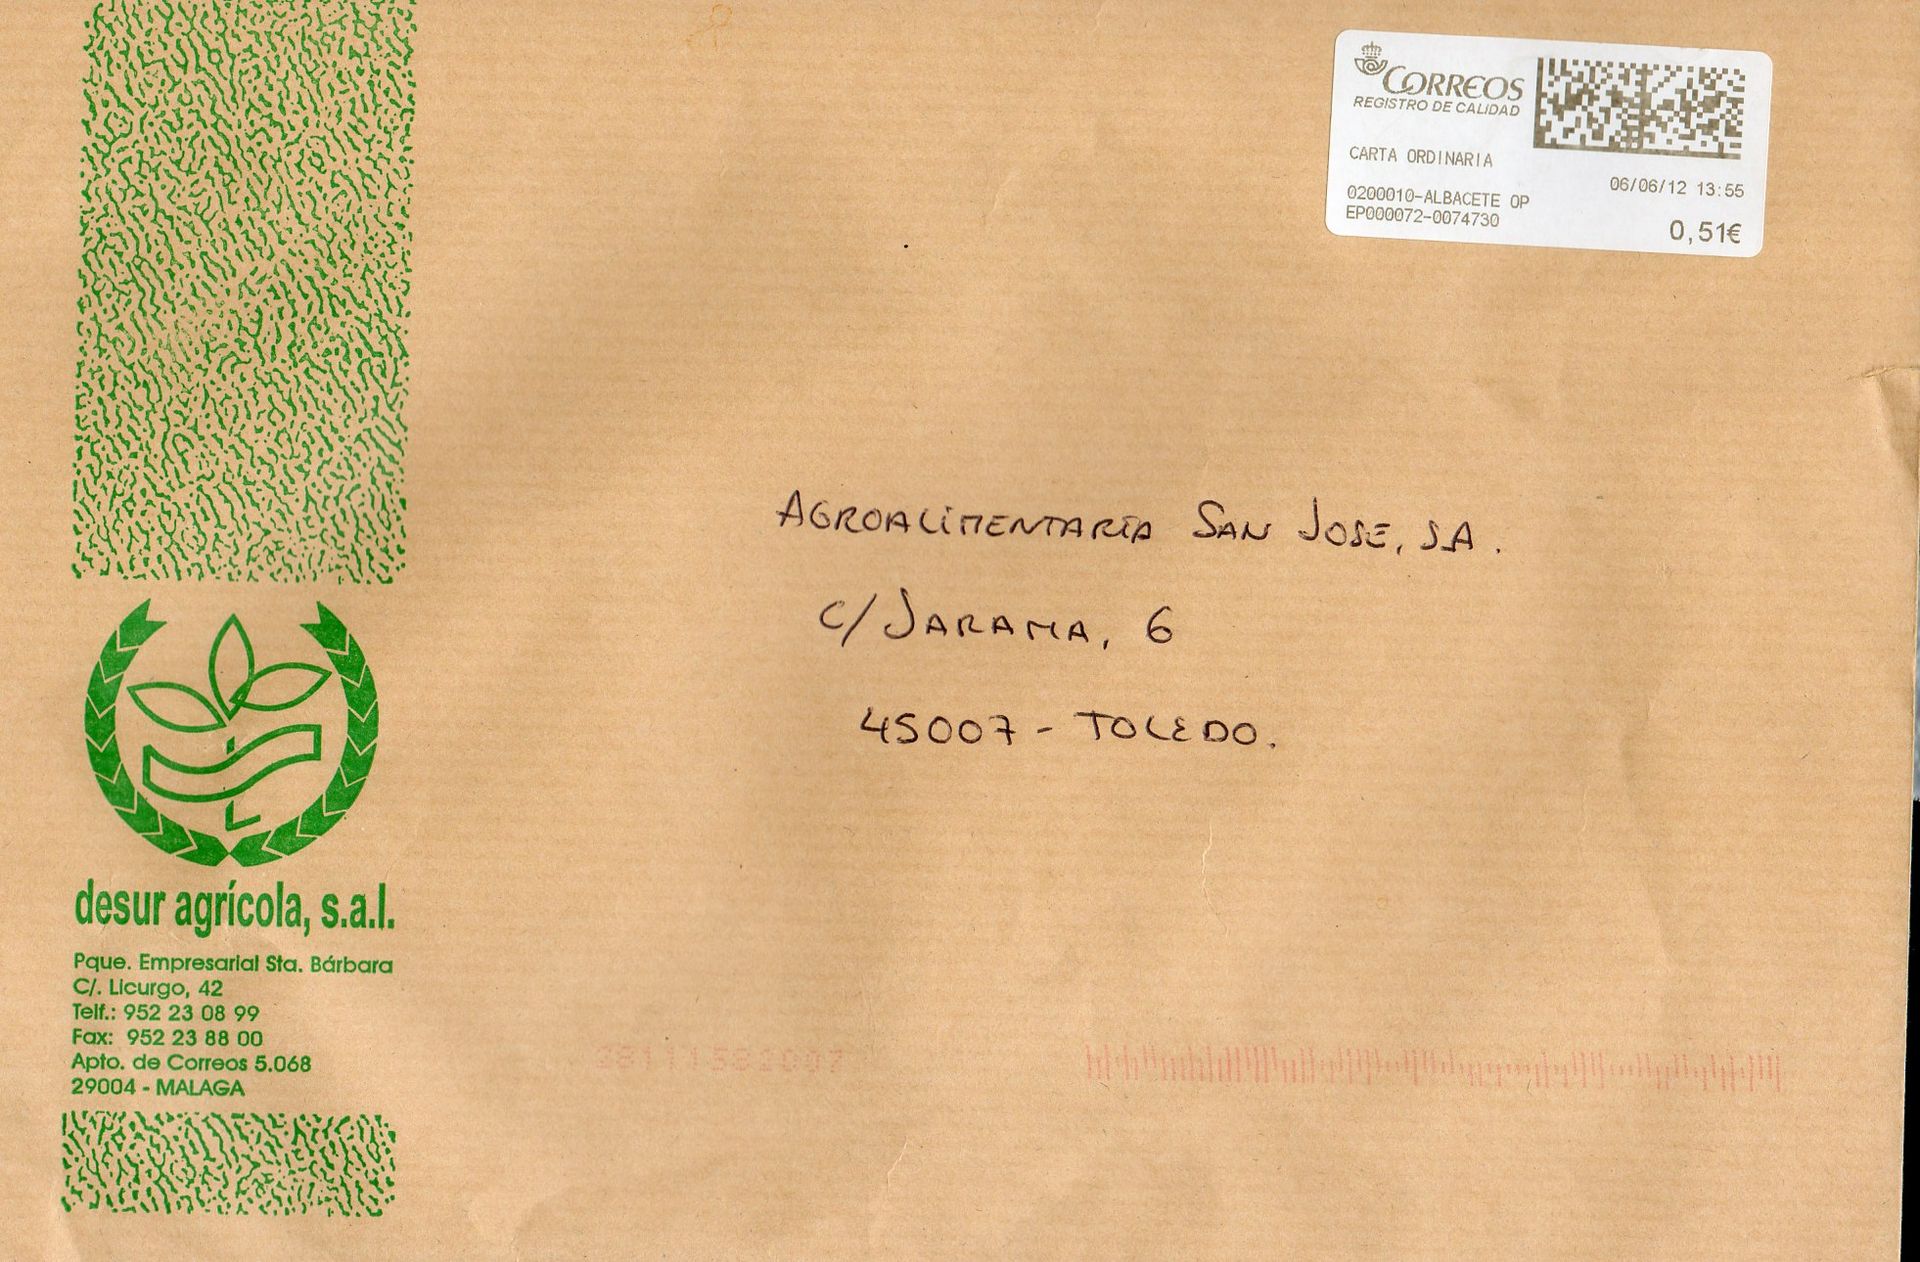 CORREOS
REGISTRO DE CALIDAD
CARTA ORDINARIA
06/06/12 13:55
0200010-ALBACETE OP
EP000072-0074730
0,51€
AGROALIMENTARIA SAN JOSE, SA.
C/ JARAMA, 6
45007 - TOLEDO.
desur agrícola, s.a.l.
Pque. Empresarial Sta. Bárbara
C/. Licurgo, 42
Telf.: 952 23 08 99
Fax: 952 23 88 00
Apto. de Correos 5.068
29004 - MALAGA